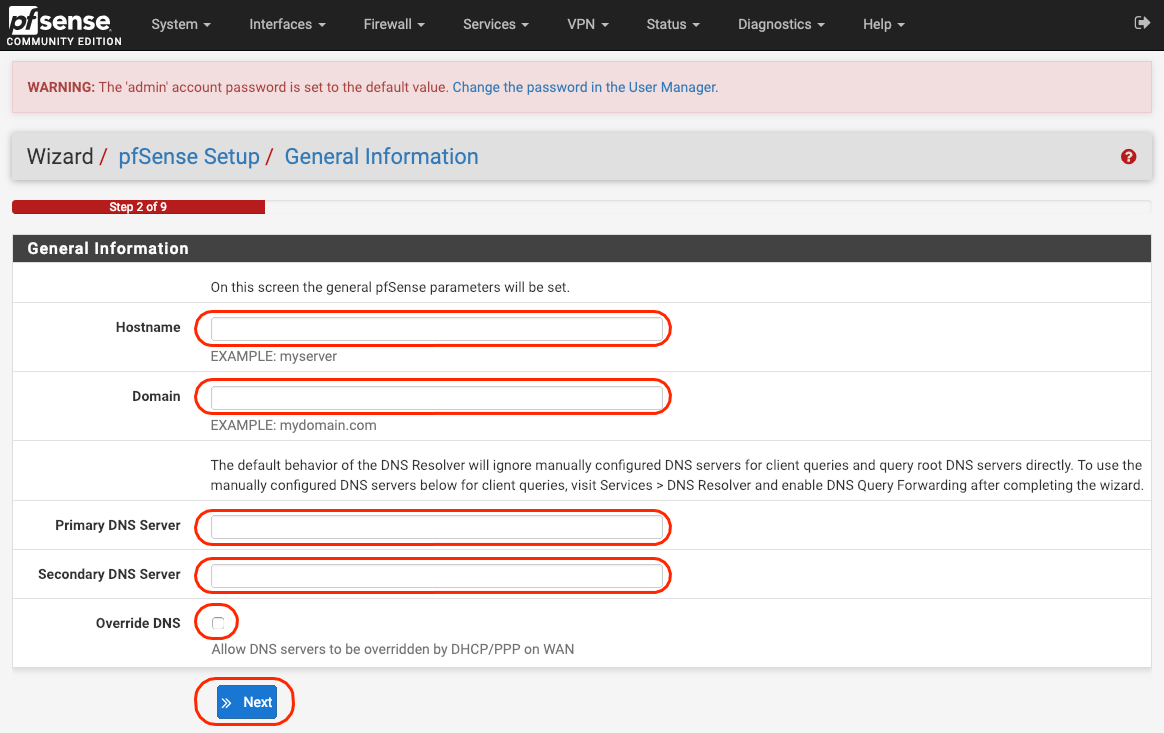 pfsense
COMMUNITY EDITION
System Interfaces Firewall Services VPN Status Diagnostics Help
WARNING: The 'admin' account password is set to the default value. Change the password in the User Manager.
Wizard / pfSense Setup / General Information
Step 2 of 9
General Information
On this screen the general pfSense parameters will be set.
Hostname
EXAMPLE: myserver
Domain
EXAMPLE: mydomain.com
The default behavior of the DNS Resolver will ignore manually configured DNS servers for client queries and query root DNS servers directly. To use the
manually configured DNS servers below for client queries, visit Services > DNS Resolver and enable DNS Query Forwarding after completing the wizard.
Primary DNS Server
Secondary DNS Server
Override DNS
Allow DNS servers to be overridden by DHCP/PPP on WAN
» Next